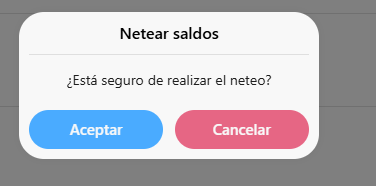 Netear saldos
¿Está seguro de realizar el neteo?
Aceptar
Cancelar